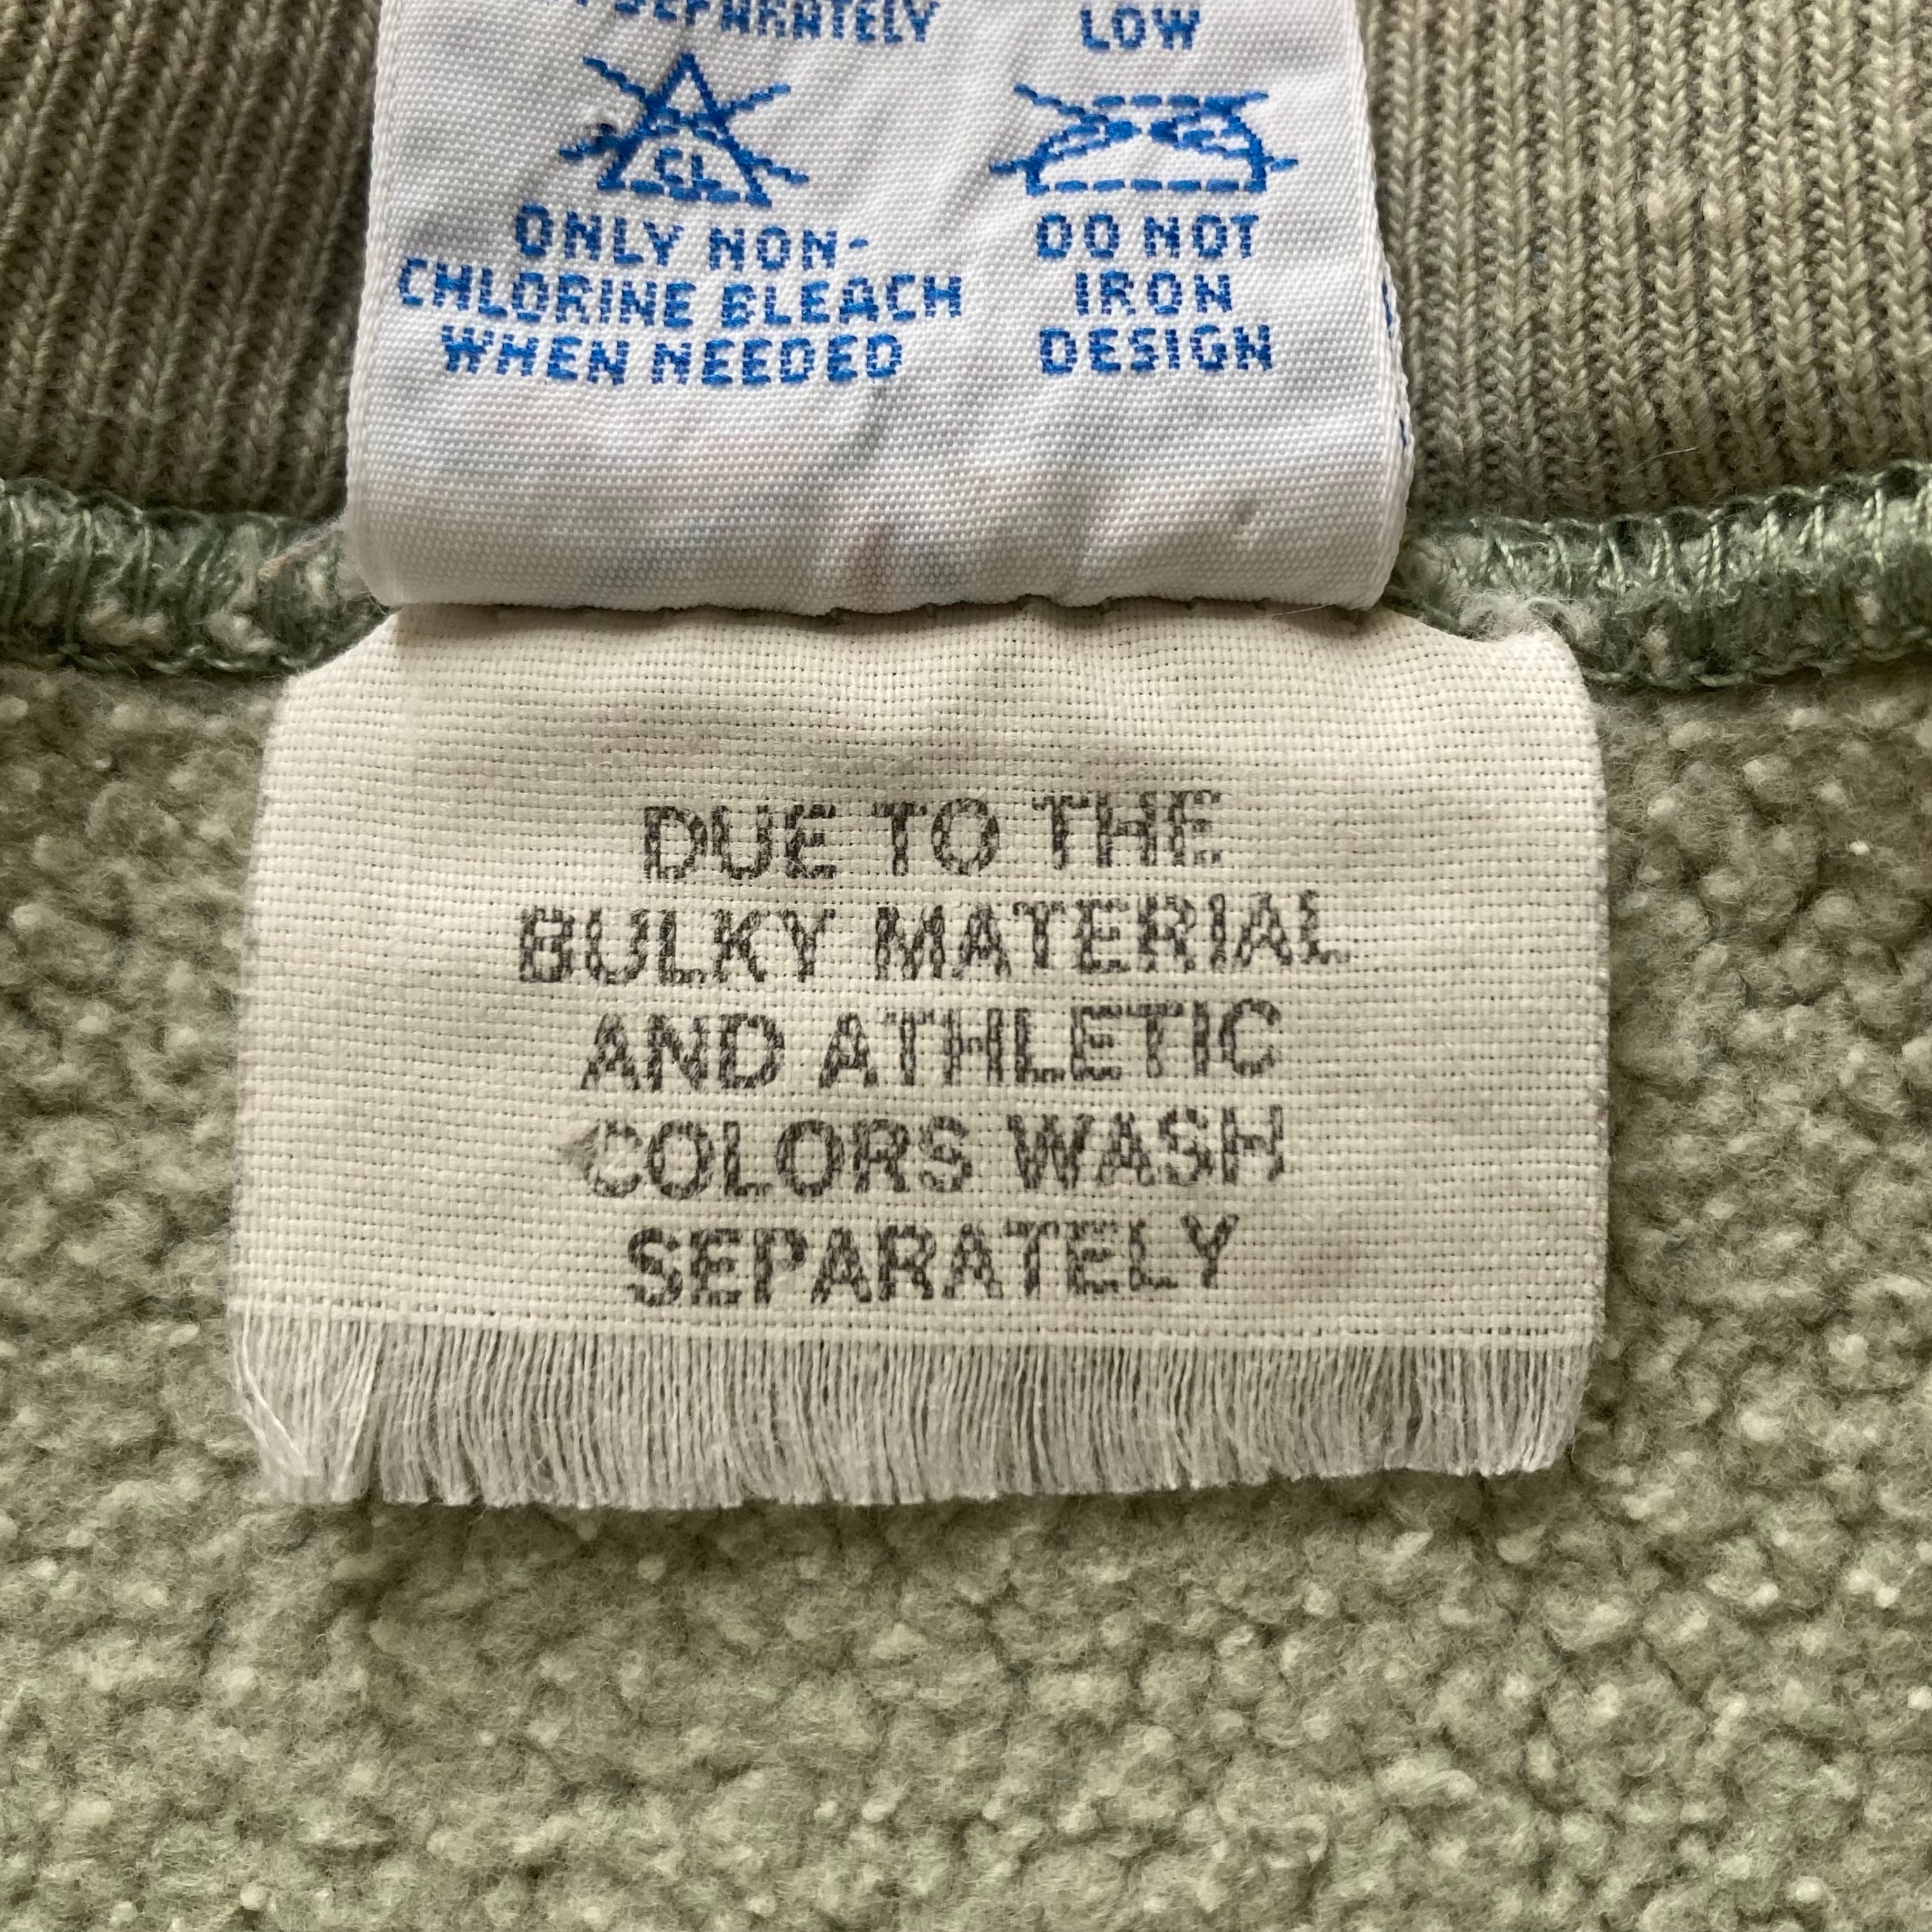 SEPARATELY
LOW
CL
ONLY NON-
CHLORINE BLEACH
WHEN NEEDED
DO NOT
IRON
DESIGN
DUE TO THE
BULKY MATERIAL
AND ATHLETIC
COLORS WASH
SEPARATELY